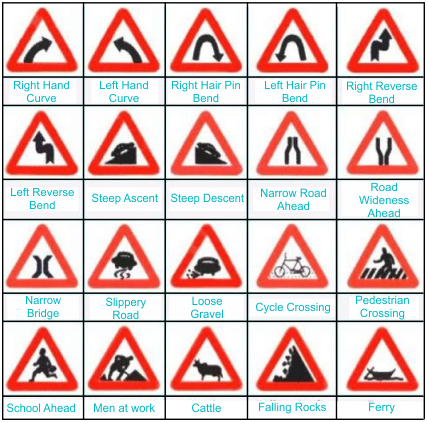 Right Hand
Curve
Left Hand
Curve
Right Hair Pin
Bend
Left Hair Pin
Bend
Right Reverse
Bend
Left Reverse
Bend
Steep Ascent
Steep Descent
Narrow Road
Ahead
Road
Wideness
Ahead
Narrow
Bridge
Slippery
Road
Loose
Gravel
Cycle Crossing
Pedestrian
Crossing
School Ahead
Men at work
Cattle
Falling Rocks
Ferry